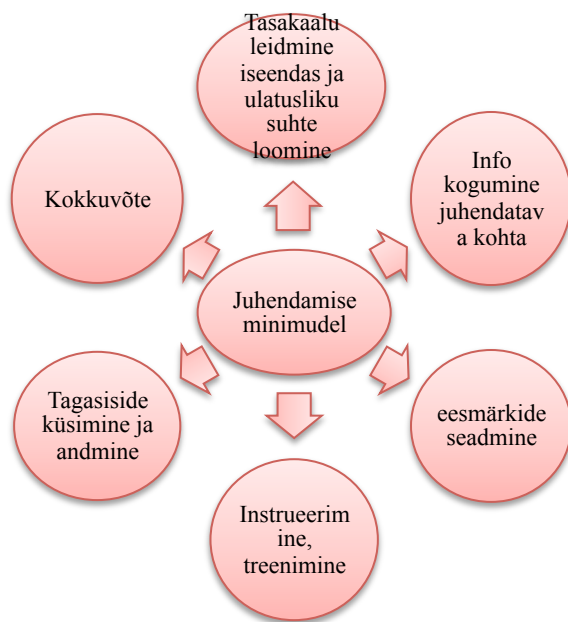 Tasakaalu
leidmine
iseendas ja
ulatusliku
suhte
loomine
Info
kogumine
juhendatav
a kohta
eesmärkide
seadmine
Instrueerim
ine,
treenimine
Tagasiside
küsimine ja
andmine
Kokkuvõte
Juhendamise
minimudel